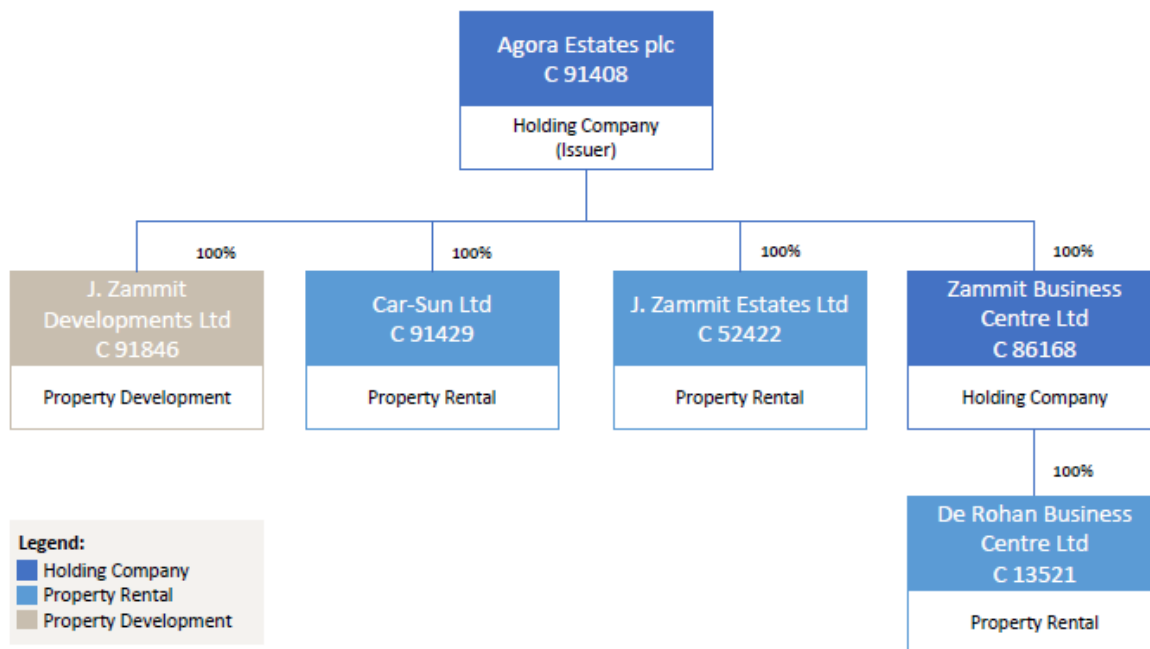 Agora Estates plc
C 91408
Holding Company
(Issuer)
100%
100%
100%
100%
J. Zammit
Developments Ltd
C 91846
Property Development
Car-Sun Ltd
C 91429
Property Rental
J. Zammit Estates Ltd
C 52422
Property Rental
Zammit Business
Centre Ltd
C 86168
Holding Company
100%
De Rohan Business
Centre Ltd
C 13521
Property Rental
Legend:
Holding Company
Property Rental
Property Development